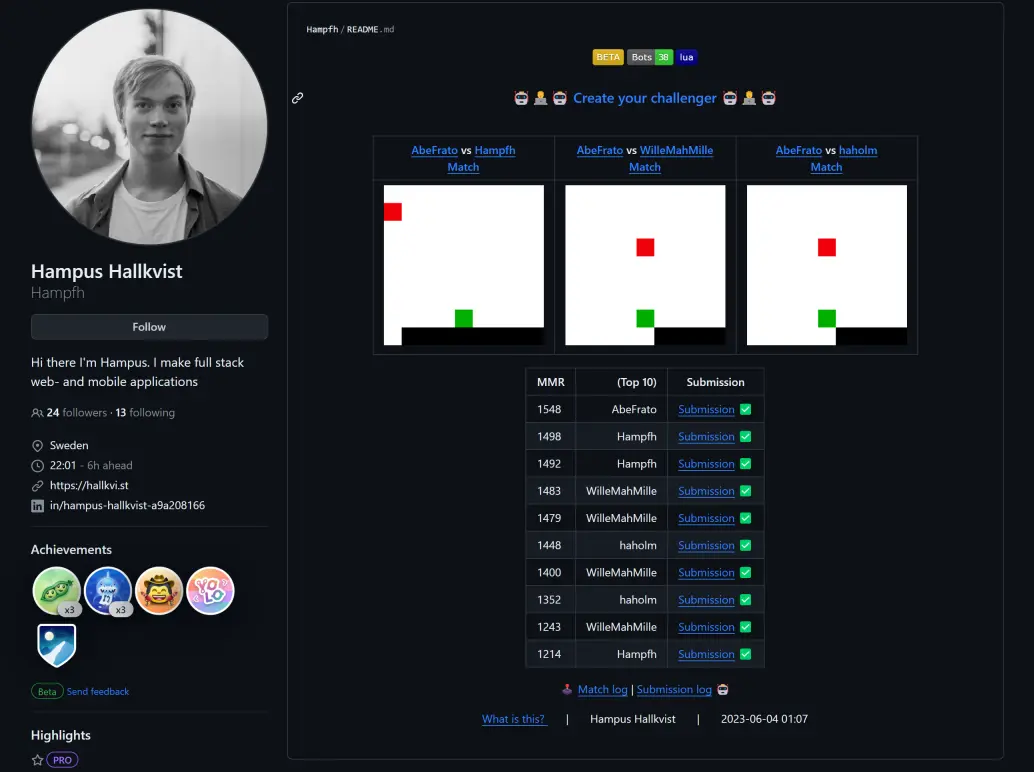 Hampus Hallkvist
Hampfh
Follow
Hi there I'm Hampus. I make full stack
web- and mobile applications
24 followers · 13 following
Sweden
22:01 - 6h ahead
https://hallkvi.st
in/hampus-hallkvist-a9a208166
Achievements
x3
x3
YOLO
Beta Send feedback
Highlights
PRO
Hampfh / README.md
BETA Bots 38 lua
Create your challenger
AbeFrato vs Hampfh
Match
AbeFrato vs WilleMahMille
Match
AbeFrato vs haholm
Match
MMR (Top 10) Submission
1548 AbeFrato Submission ✅
1498 Hampfh Submission ✅
1492 Hampfh Submission ✅
1483 WilleMahMille Submission ✅
1479 WilleMahMille Submission ✅
1448 haholm Submission ✅
1400 WilleMahMille Submission ✅
1352 haholm Submission ✅
1243 WilleMahMille Submission ✅
1214 Hampfh Submission ✅
Match log | Submission log
What is this? | Hampus Hallkvist | 2023-06-04 01:07